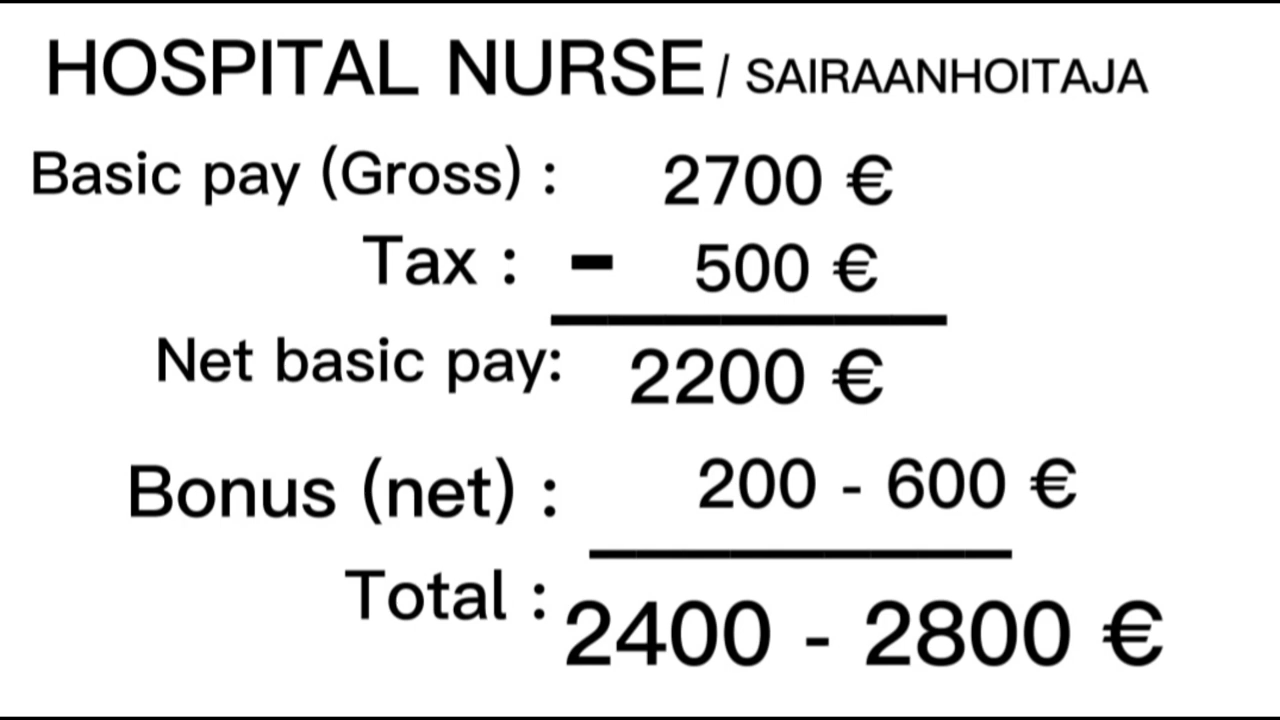 HOSPITAL NURSE / SAIRAANHOITAJA
Basic pay (Gross) : 2700 €
Tax : - 500 €
Net basic pay: 2200 €
Bonus (net) : 200 - 600 €
Total : 2400 - 2800 €